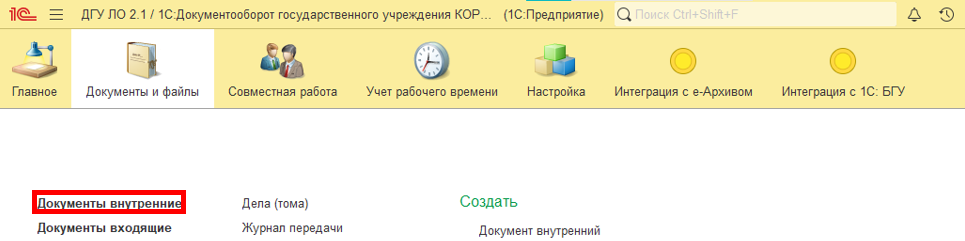 1С ДГУ ЛО 2.1 / 1С:Документооборот государственного учреждения КОР... (1С:Предприятие) Поиск Ctrl+Shift+F
Главное Документы и файлы Совместная работа Учет рабочего времени Настройка Интеграция с е-Архивом Интеграция с 1С: БГУ
Документы внутренние Дела (тома) Создать
Документы входящие Журнал передачи Документ внутренний